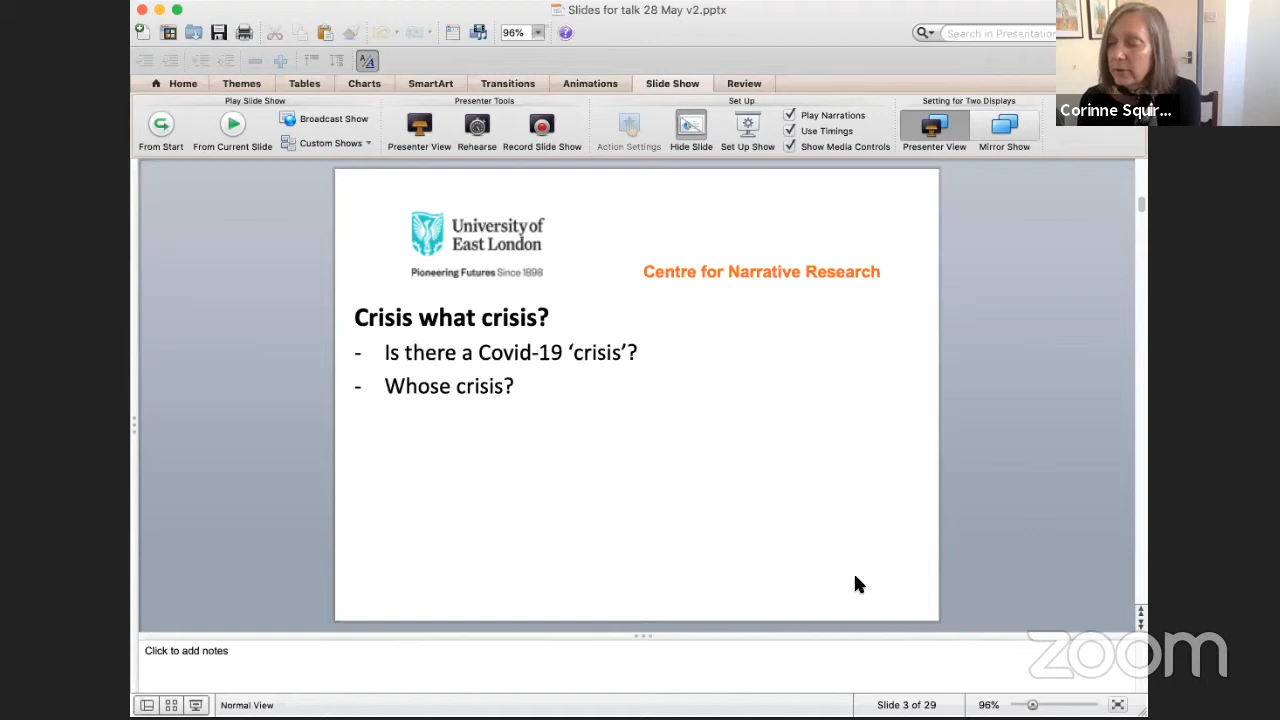 Slides for talk 28 May v2.pptx
96%
Search in Presentation
Home Themes Tables Charts SmartArt Transitions Animations Slide Show Review
Play Slide Show Presenter Tools Set Up Setting for Two Displays
From Start
From Current Slide
Broadcast Show
Custom Shows
Presenter View
Rehearse
Record Slide Show
Action Settings
Hide Slide
Set Up Show
Play Narrations
Use Timings
Show Media Controls
Presenter View
Mirror Show
Corinne Squir...
University of
East London
Pioneering Futures Since 1898
Centre for Narrative Research
Crisis what crisis?
- Is there a Covid-19 ‘crisis’?
- Whose crisis?
Click to add notes
zoom
Normal View
Slide 3 of 29
96%